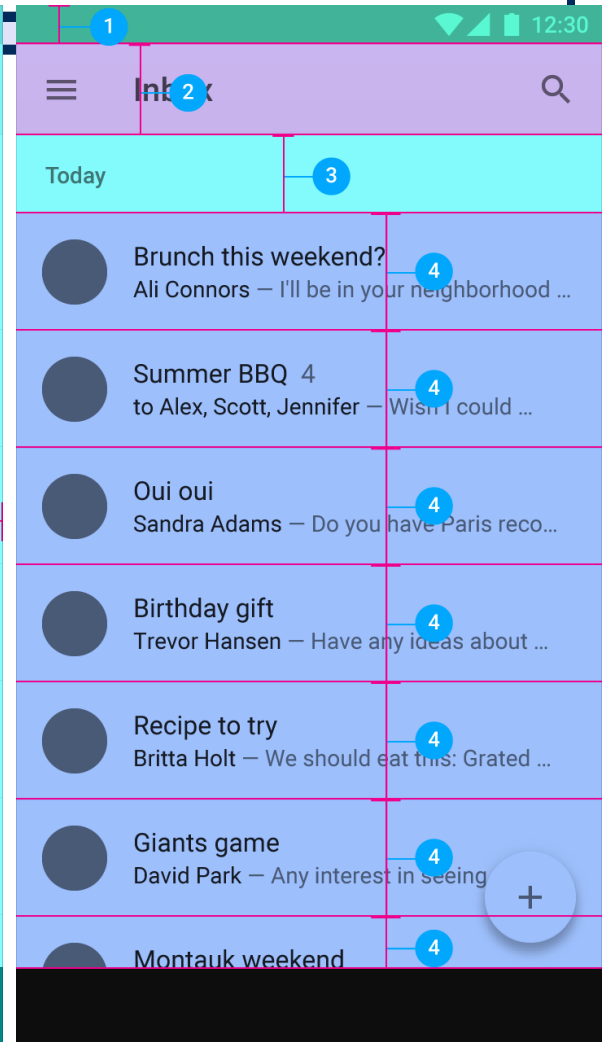 1
12:30
Inbox
2
3
Today
Brunch this weekend?
4
Ali Connors — I'll be in your neighborhood ...
Summer BBQ 4
4
to Alex, Scott, Jennifer — Wish I could ...
Oui oui
4
Sandra Adams — Do you have Paris reco...
Birthday gift
4
Trevor Hansen — Have any ideas about ...
Recipe to try
4
Britta Holt — We should eat this: Grated ...
Giants game
4
David Park — Any interest in seeing
+
4
Montauk weekend